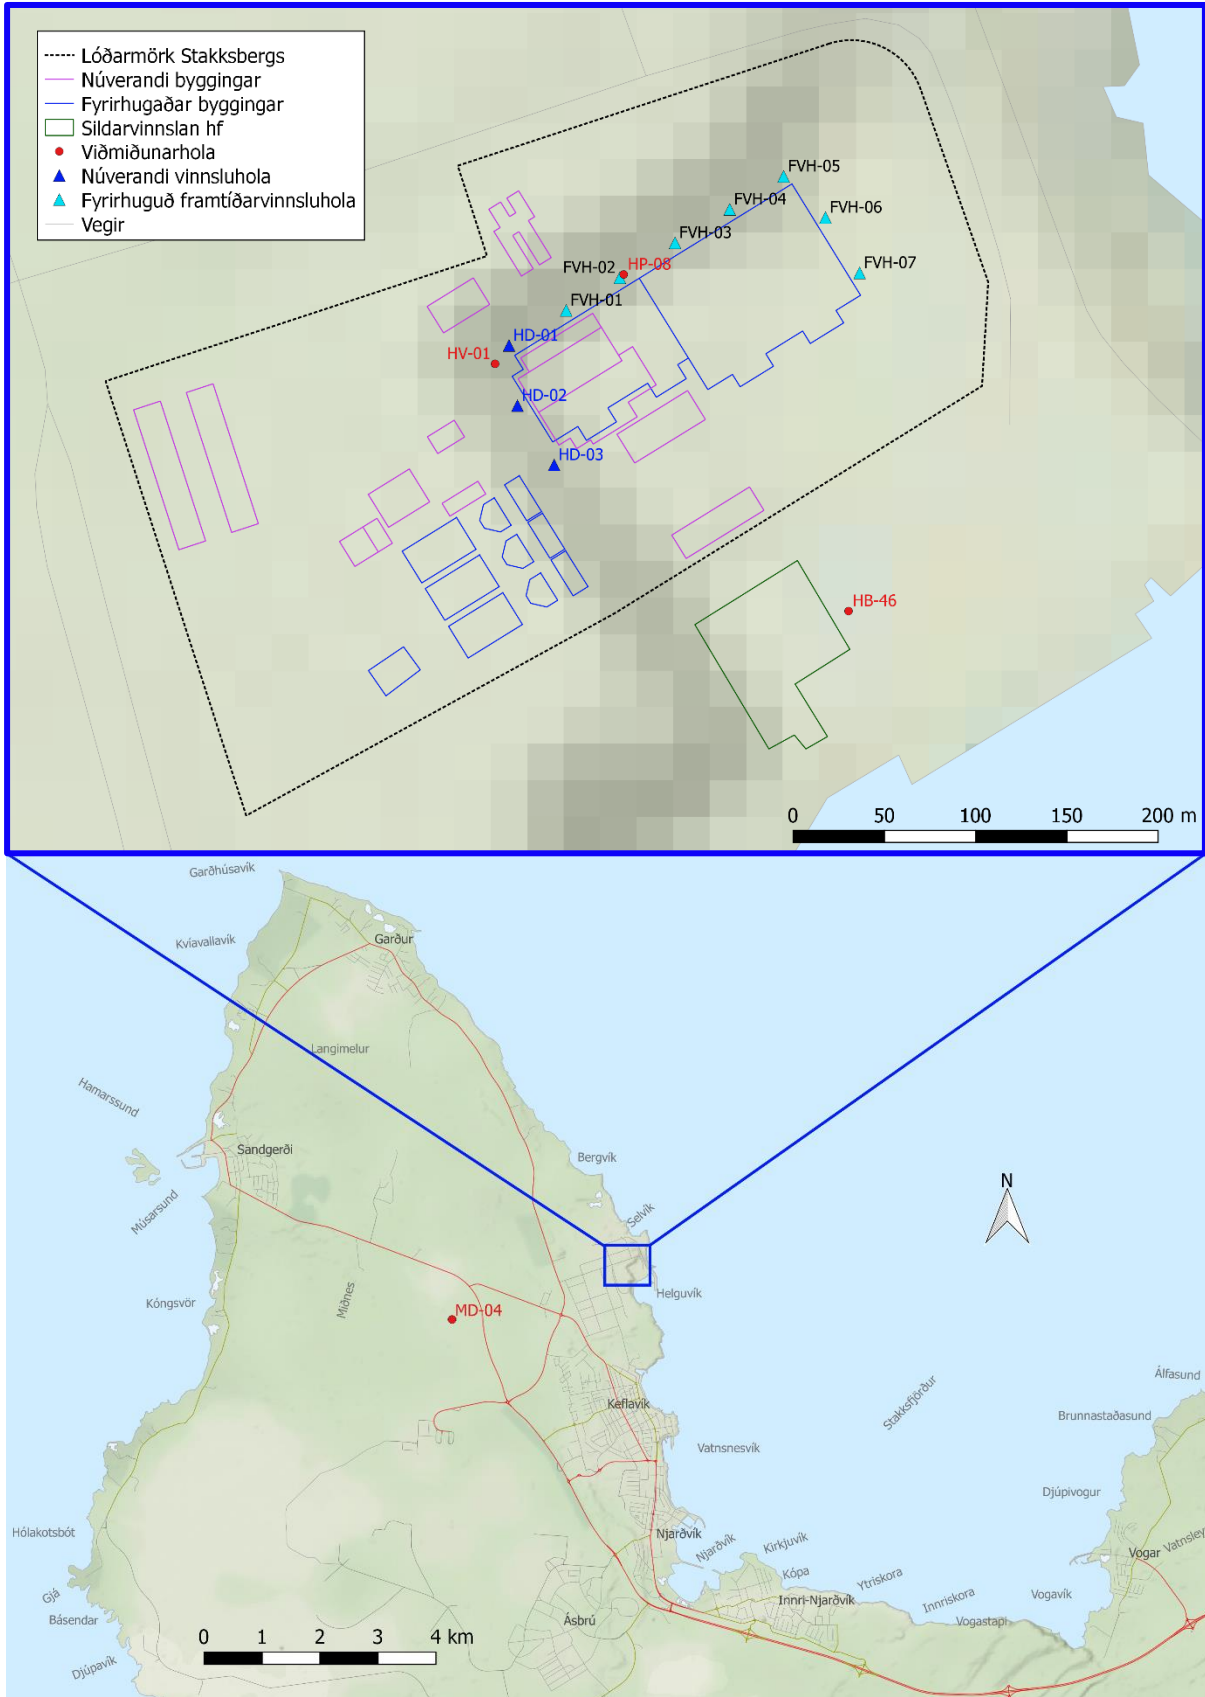 Lóðarmörk Stakksbergs
Núverandi byggingar
Fyrirhugaðar byggingar
Sildarvinnslan hf
Viðmiðunarhola
Núverandi vinnsluhola
Fyrirhuguð framtíðarvinnsluhola
Vegir
FVH-05
FVH-04
FVH-06
FVH-03
FVH-02
HP-08
FVH-07
FVH-01
HD-01
HV-01
HD-02
HD-03
HB-46
0 50 100 150 200 m
Garðhúsavík
Garður
Kvíavallavík
Langimelur
Hamarssund
Sandgerði
Bergvík
Músarsund
Selvík
N
Helguvík
Kóngsvör
Miðnes
MD-04
Álfasund
Stakksfjörður
Keflavík
Brunnastaðasund
Vatnsnesvík
Djúpivogur
Hólakotsbót
Njarðvík
Njarðvík
Kirkjuvík
Vatnsley
Vogar
Kópa
Ytriskora
Gjá
Innriskora
Vogavík
Innri-Njarðvík
Básendar
Ásbrú
Vogastapi
0 1 2 3 4 km
Djúpavík